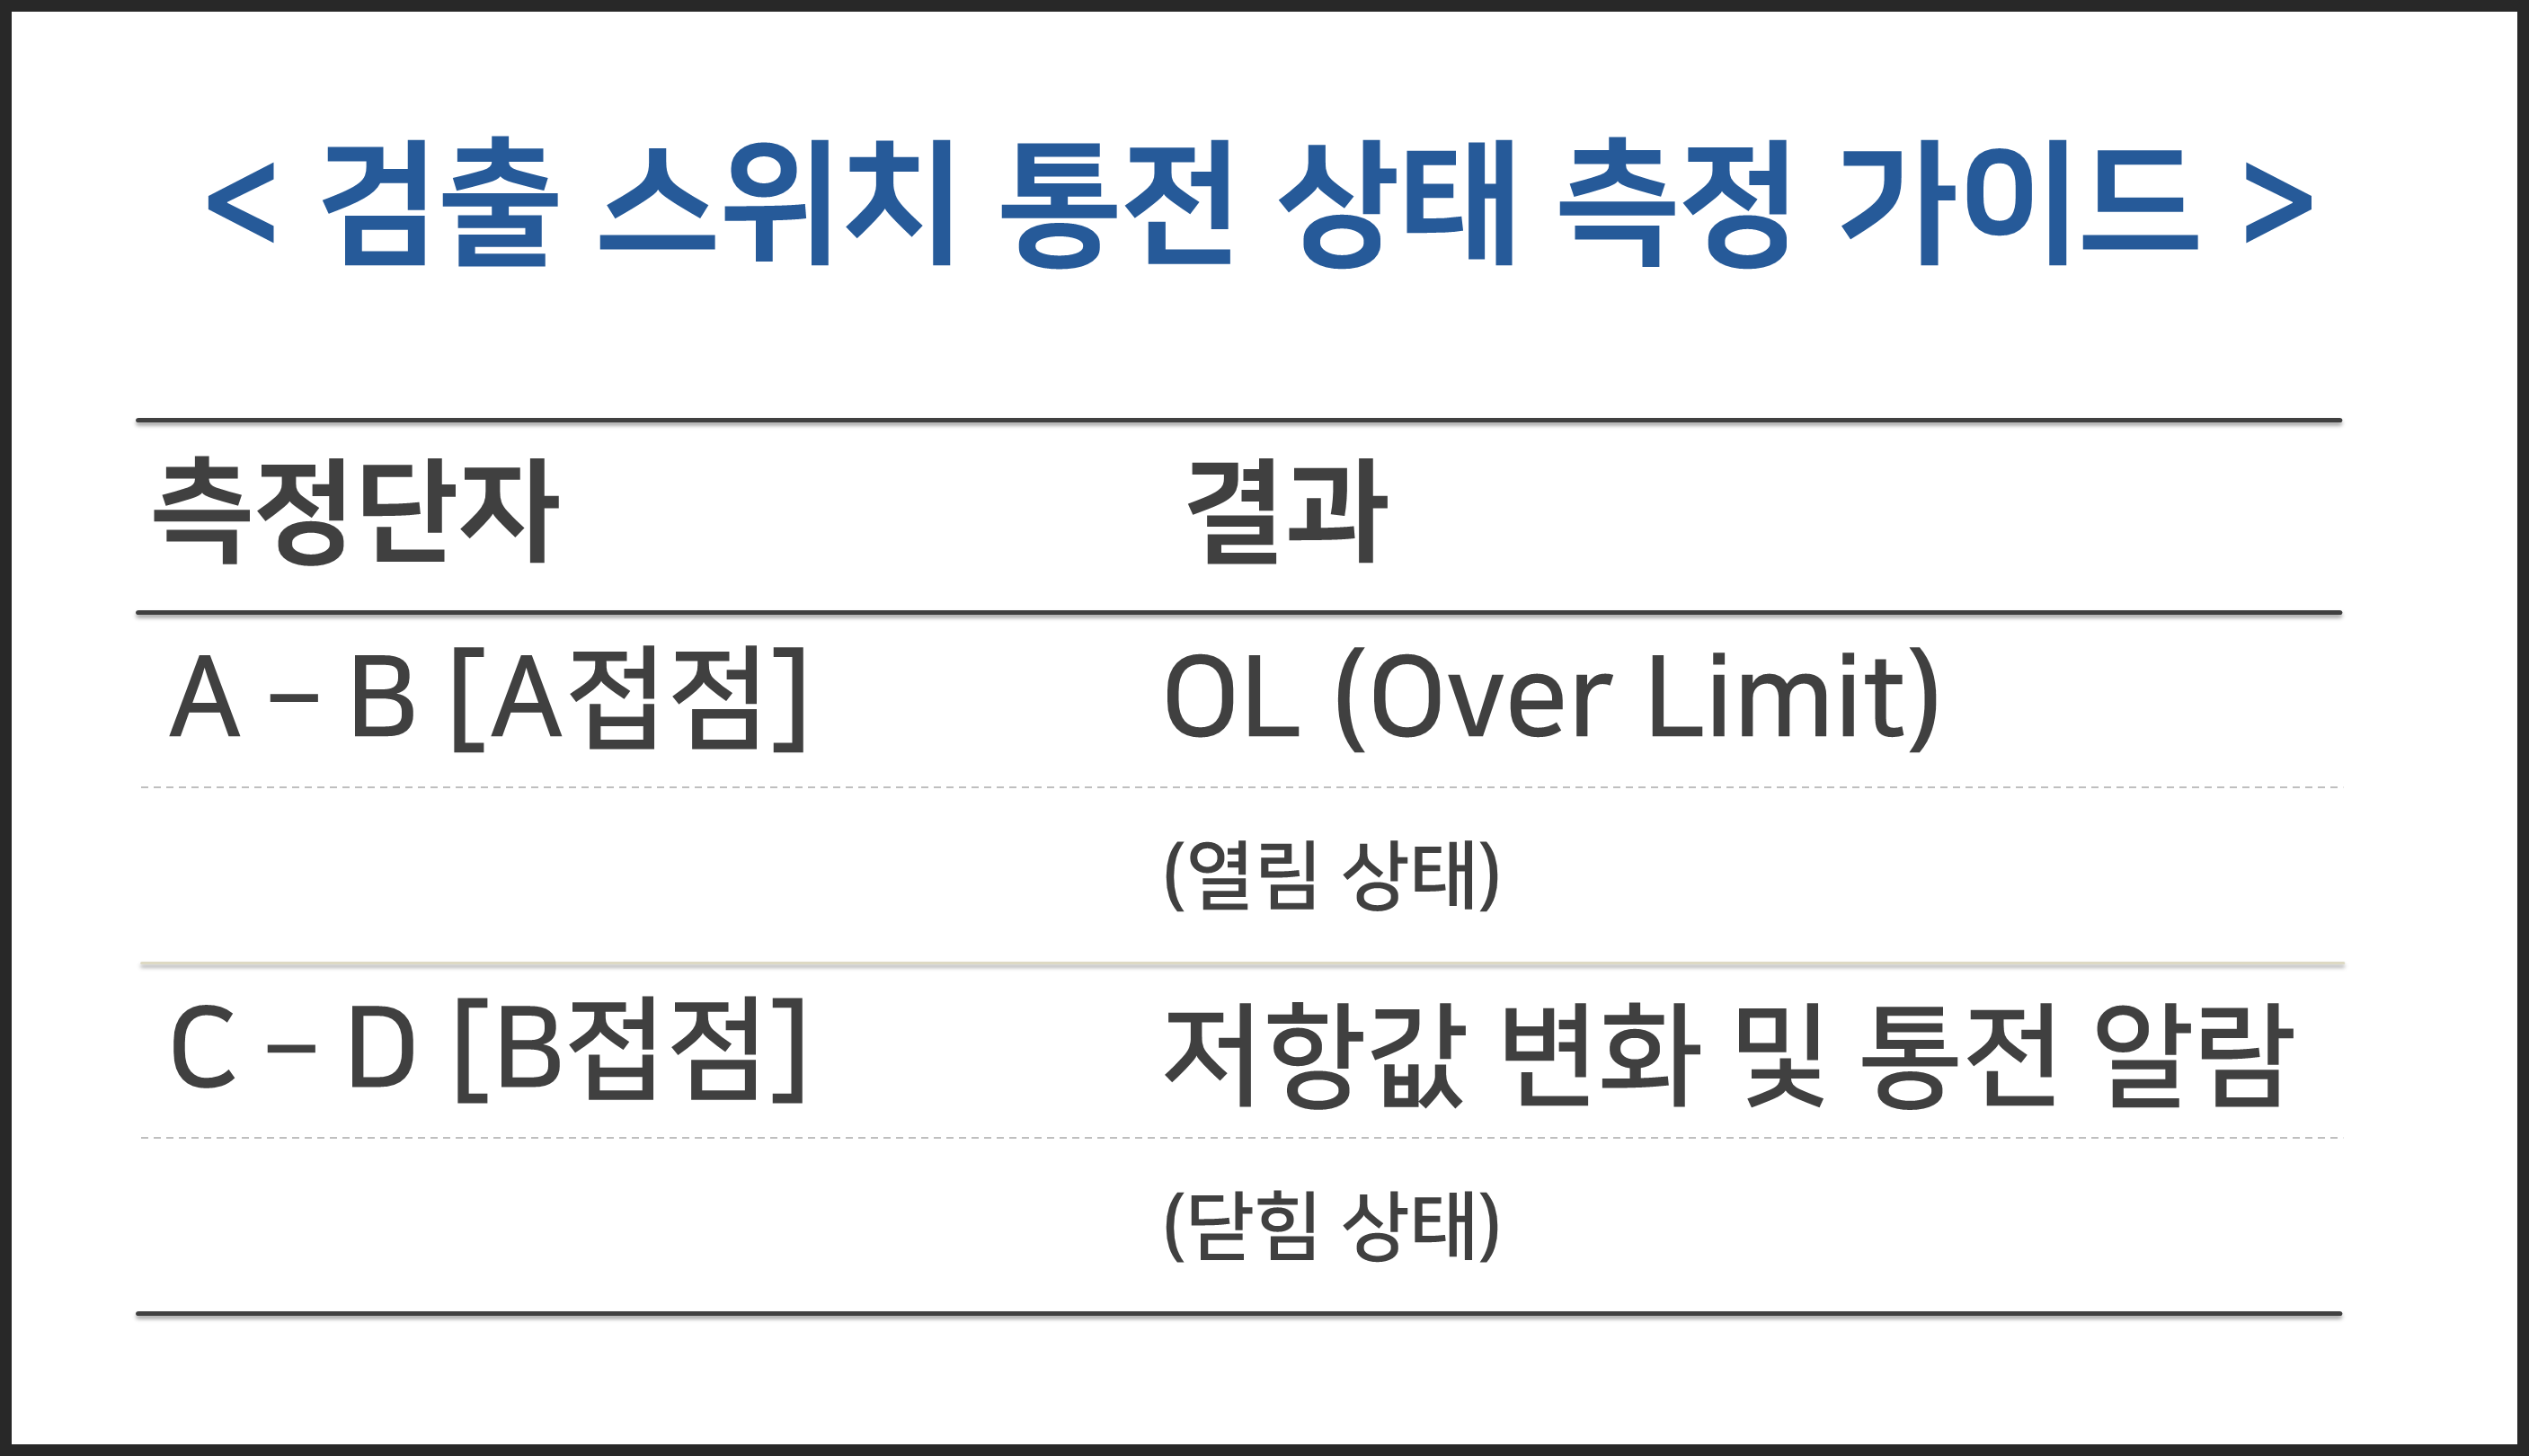 < 검출 스위치 통전 상태 측정 가이드 >
측정단자 결과
A – B [A접점] OL (Over Limit)
(열림 상태)
C – D [B접점] 저항값 변화 및 통전 알람
(닫힘 상태)